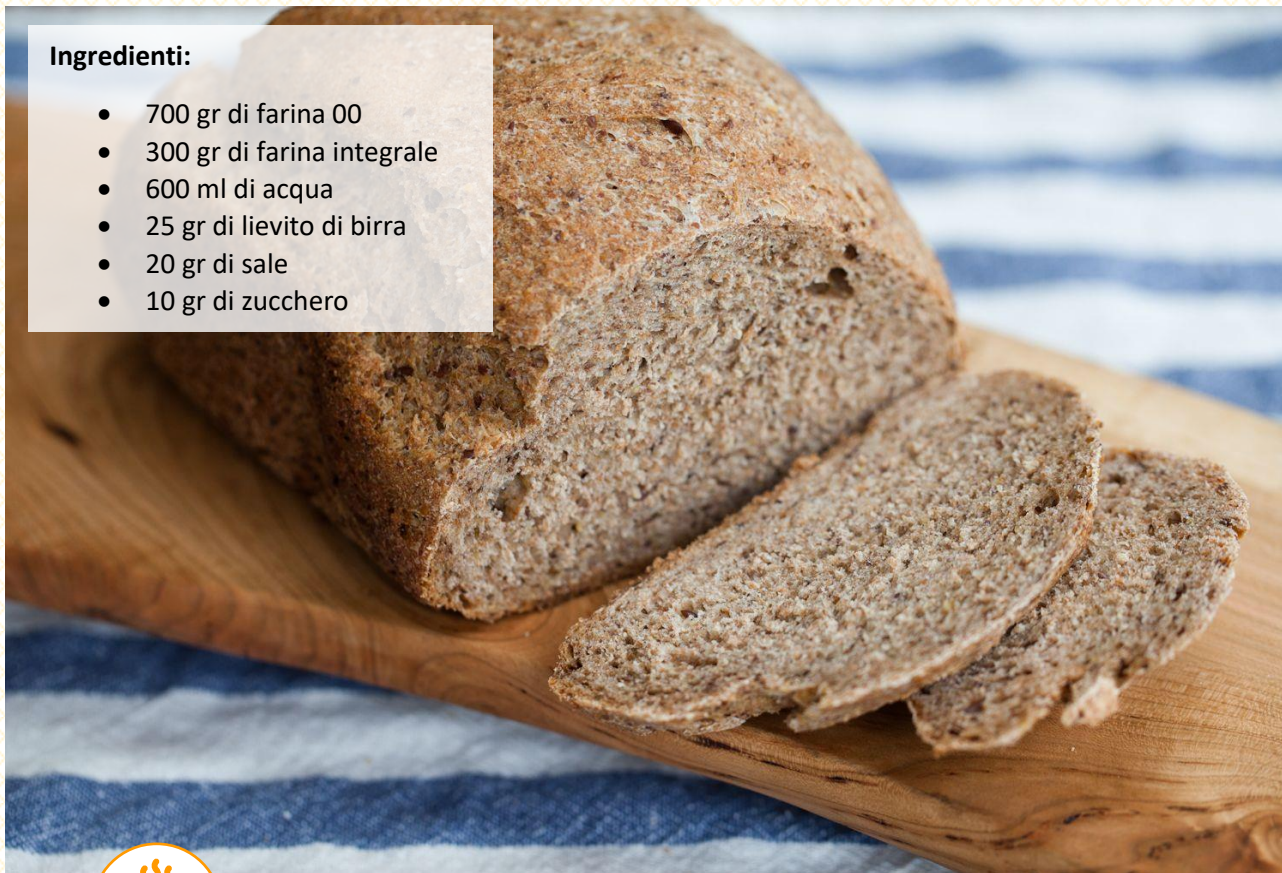 Ingredienti:
• 700 gr di farina 00
• 300 gr di farina integrale
• 600 ml di acqua
• 25 gr di lievito di birra
• 20 gr di sale
• 10 gr di zucchero